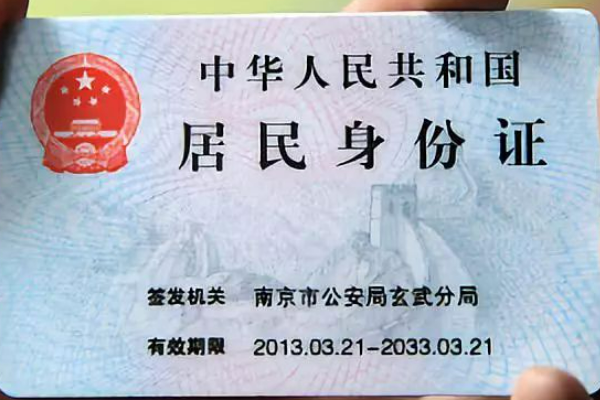 中华人民共和国
居民身份证
签发机关 南京市公安局玄武分局
有效期限 2013.03.21-2033.03.21